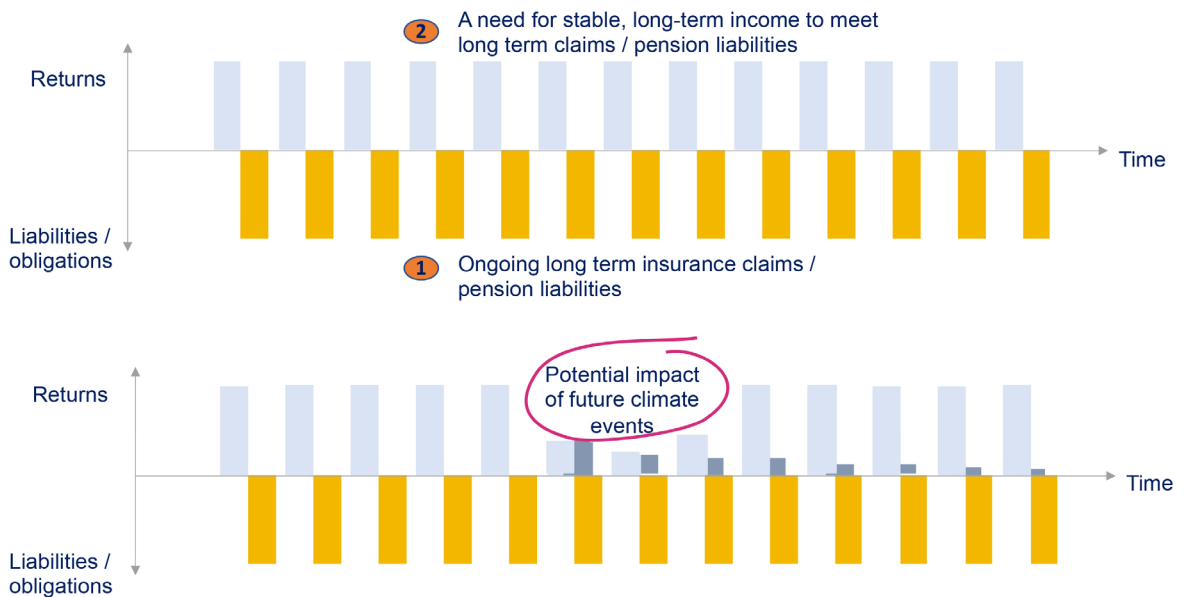 2
A need for stable, long-term income to meet
long term claims / pension liabilities
Returns
Time
Liabilities /
obligations
1
Ongoing long term insurance claims /
pension liabilities
Potential impact
of future climate
events
Returns
Time
Liabilities /
obligations